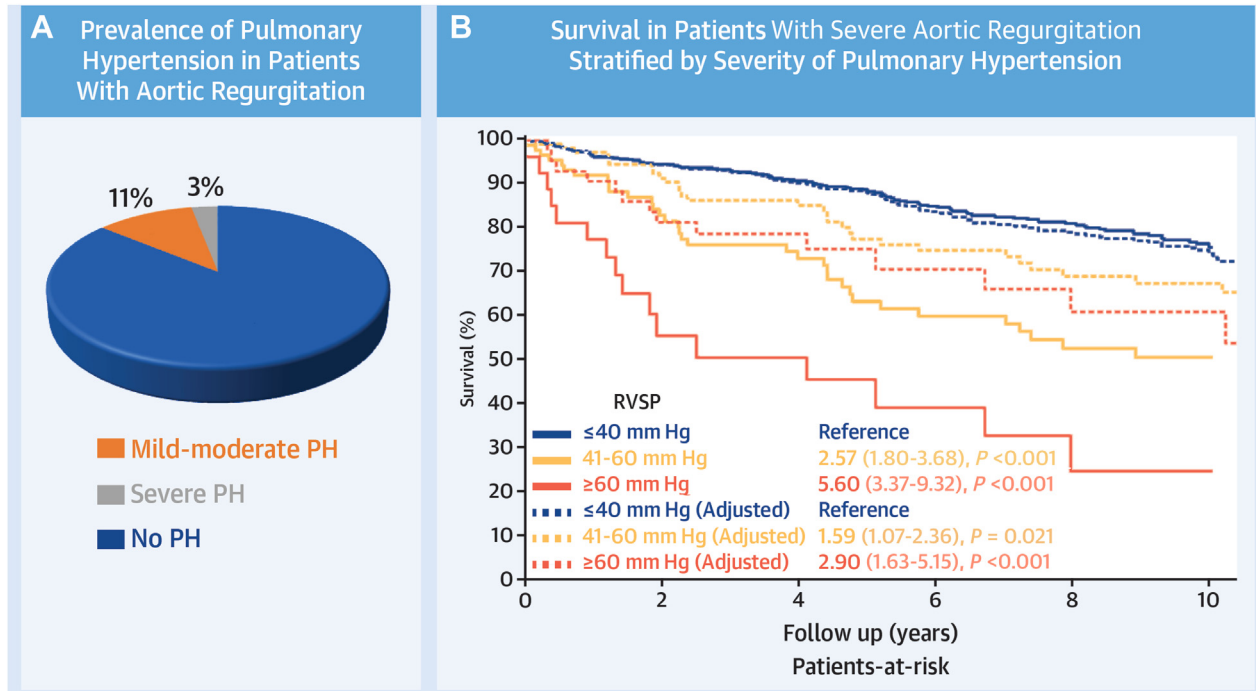 A
Prevalence of Pulmonary
Hypertension in Patients
With Aortic Regurgitation
11%
3%
Mild-moderate PH
Severe PH
No PH
B
Survival in Patients With Severe Aortic Regurgitation
Stratified by Severity of Pulmonary Hypertension
100
90
80
70
60
50
40
30
20
10
0
Survival (%)
RVSP
≤40 mm Hg Reference
41-60 mm Hg 2.57 (1.80-3.68), P <0.001
≥60 mm Hg 5.60 (3.37-9.32), P <0.001
≤40 mm Hg (Adjusted) Reference
41-60 mm Hg (Adjusted) 1.59 (1.07-2.36), P = 0.021
≥60 mm Hg (Adjusted) 2.90 (1.63-5.15), P <0.001
0 2 4 6 8 10
Follow up (years)
Patients-at-risk